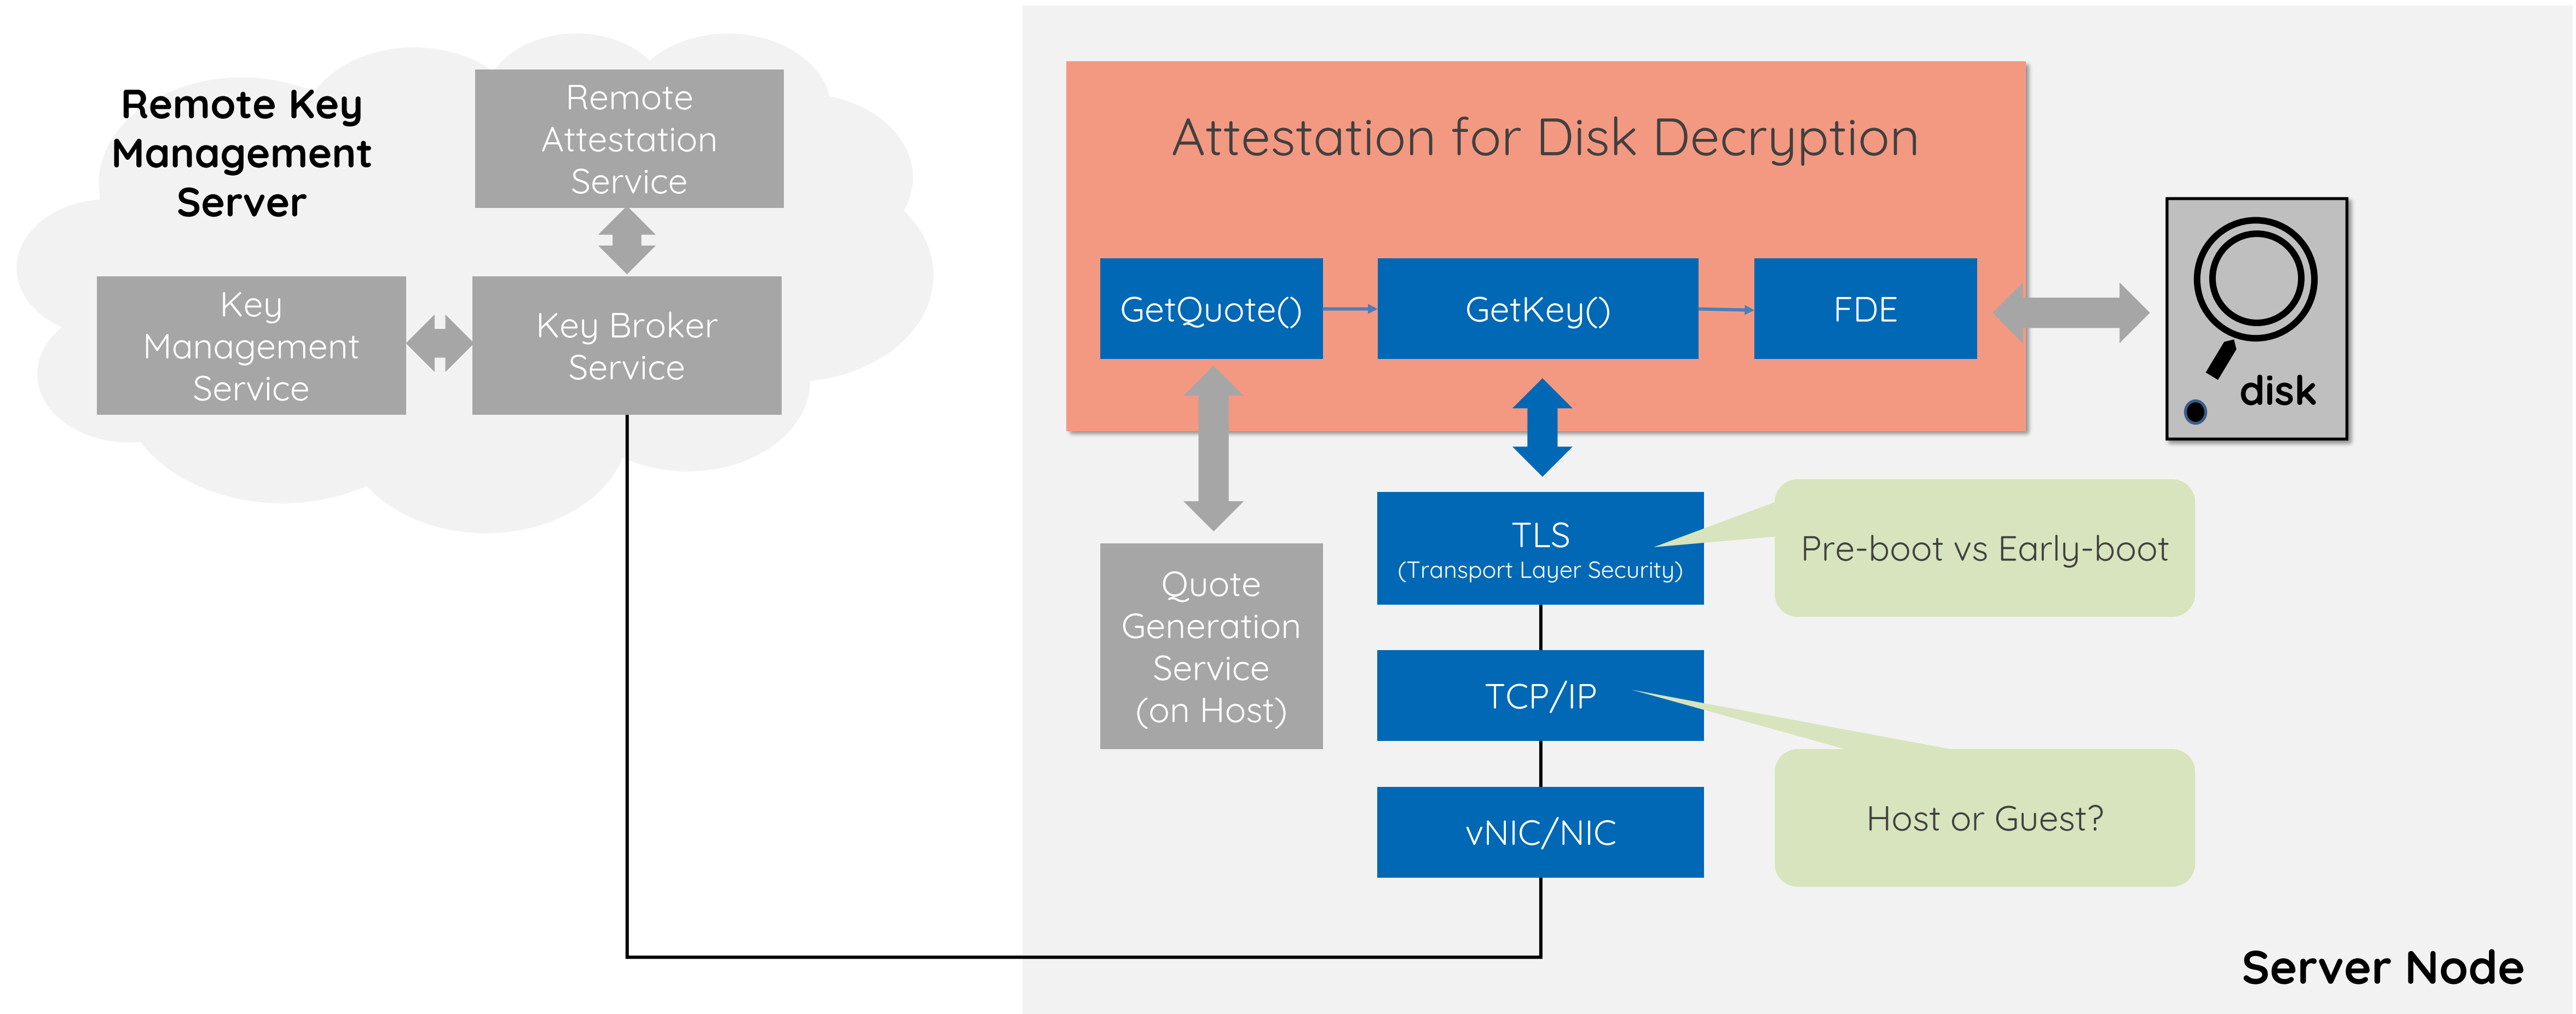 Remote Key
Management
Server
Remote
Attestation
Service
Key
Management
Service
Key Broker
Service
Attestation for Disk Decryption
GetQuote()
GetKey()
FDE
disk
Quote
Generation
Service
(on Host)
TLS
(Transport Layer Security)
Pre-boot vs Early-boot
TCP/IP
Host or Guest?
vNIC/NIC
Server Node